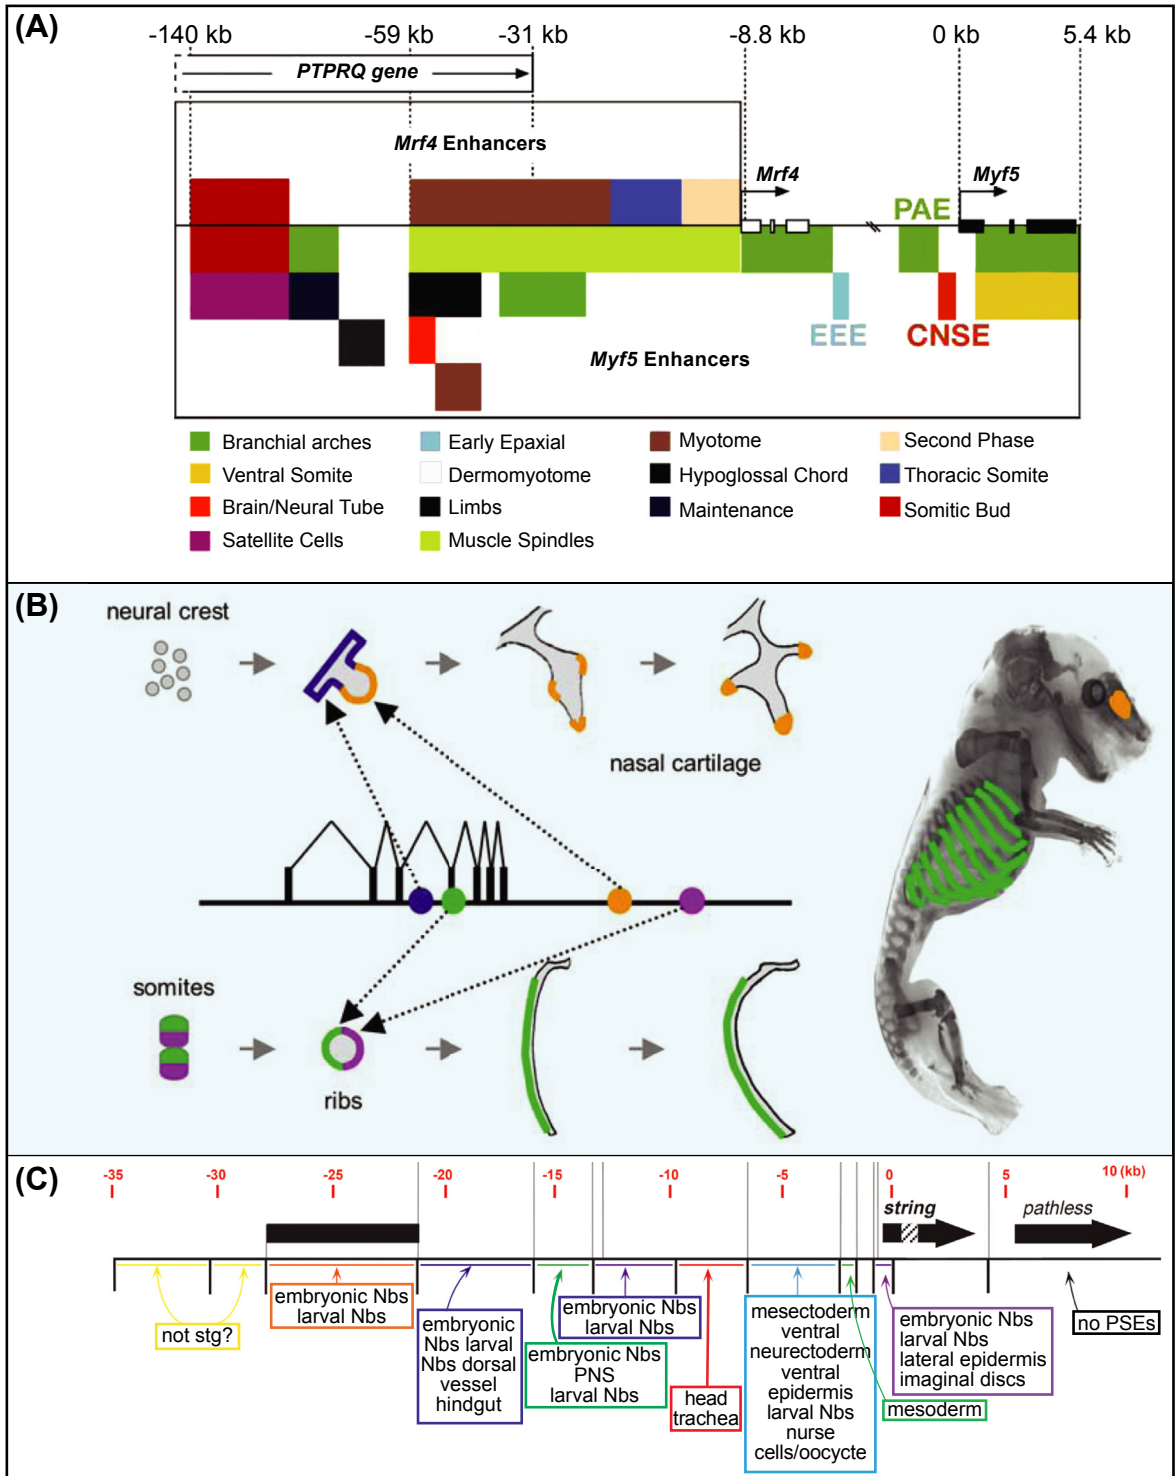 (A)
-140 kb -59 kb -31 kb -8.8 kb 0 kb 5.4 kb
PTPRQ gene
Mrf4 Enhancers
Mrf4 Myf5
PAE
EEE CNSE
Myf5 Enhancers
Branchial arches Early Epaxial Myotome Second Phase
Ventral Somite Dermomyotome Hypoglossal Chord Thoracic Somite
Brain/Neural Tube Limbs Maintenance Somitic Bud
Satellite Cells Muscle Spindles
(B)
neural crest
nasal cartilage
somites
ribs
(C)
-35 -30 -25 -20 -15 -10 -5 0 5 10 (kb)
string pathless
not stg?
embryonic Nbs
larval Nbs
embryonic
Nbs larval
Nbs dorsal
vessel
hindgut
embryonic Nbs
PNS
larval Nbs
embryonic Nbs
larval Nbs
head
trachea
mesectoderm
ventral
neurectoderm
ventral
epidermis
larval Nbs
nurse
cells/oocycte
mesoderm
embryonic Nbs
larval Nbs
lateral epidermis
imaginal discs
no PSEs